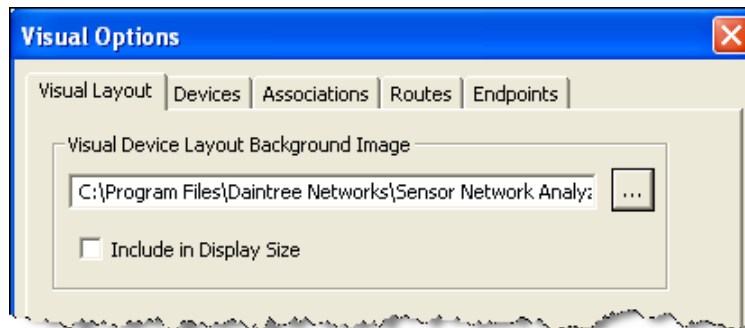 Visual Options
Visual Layout Devices Associations Routes Endpoints
Visual Device Layout Background Image
C:\Program Files\Daintree Networks\Sensor Network Analy
...
Include in Display Size